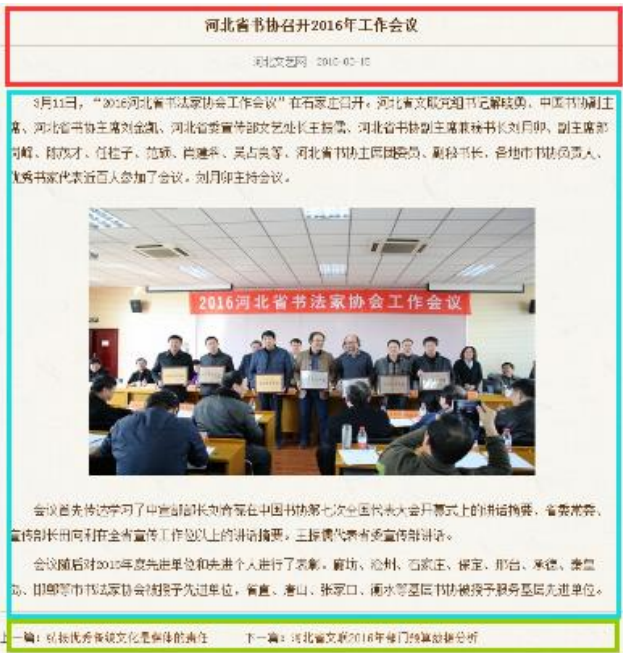 河北省书协召开2016年工作会议
河北文艺网 2016-03-15
3月11日，“2016河北省书法家协会工作会议”在石家庄召开。河北省文联党组书记解晓勇、中国书协副主
席、河北省书协主席刘金凯、河北省委宣传部文艺处长王振儒、河北省书协副主席兼秘书长刘月卯、副主席郝
、陈茂才、任桂子、范硕、肖建科、吴占良等、河北省书协主席团委员、副秘书长、各地市书协负责人、
优秀书家代表近百人参加了会议。刘月卯主持会议。
2016河北省书法家协会工作会议
会议首先传达学习了中宣部部长刘奇葆在中国书协第七次全国代表大会开幕式上的讲话摘要、省委常委、
宣传部长田向利在全省宣传工作会议上的讲话摘要。王振儒代表省委宣传部讲话。
会议随后对2015年度先进单位和先进个人进行了表彰。廊坊、沧州、石家庄、保定、邢台、承德、秦皇
岛、邯郸等市书法家协会被授予先进单位，省直、唐山、张家口、衡水等基层书协被授予服务基层先进单位。
上一篇：弘扬优秀传统文化是媒体的责任 下一篇：河北省文联2016年部门预算数据分析